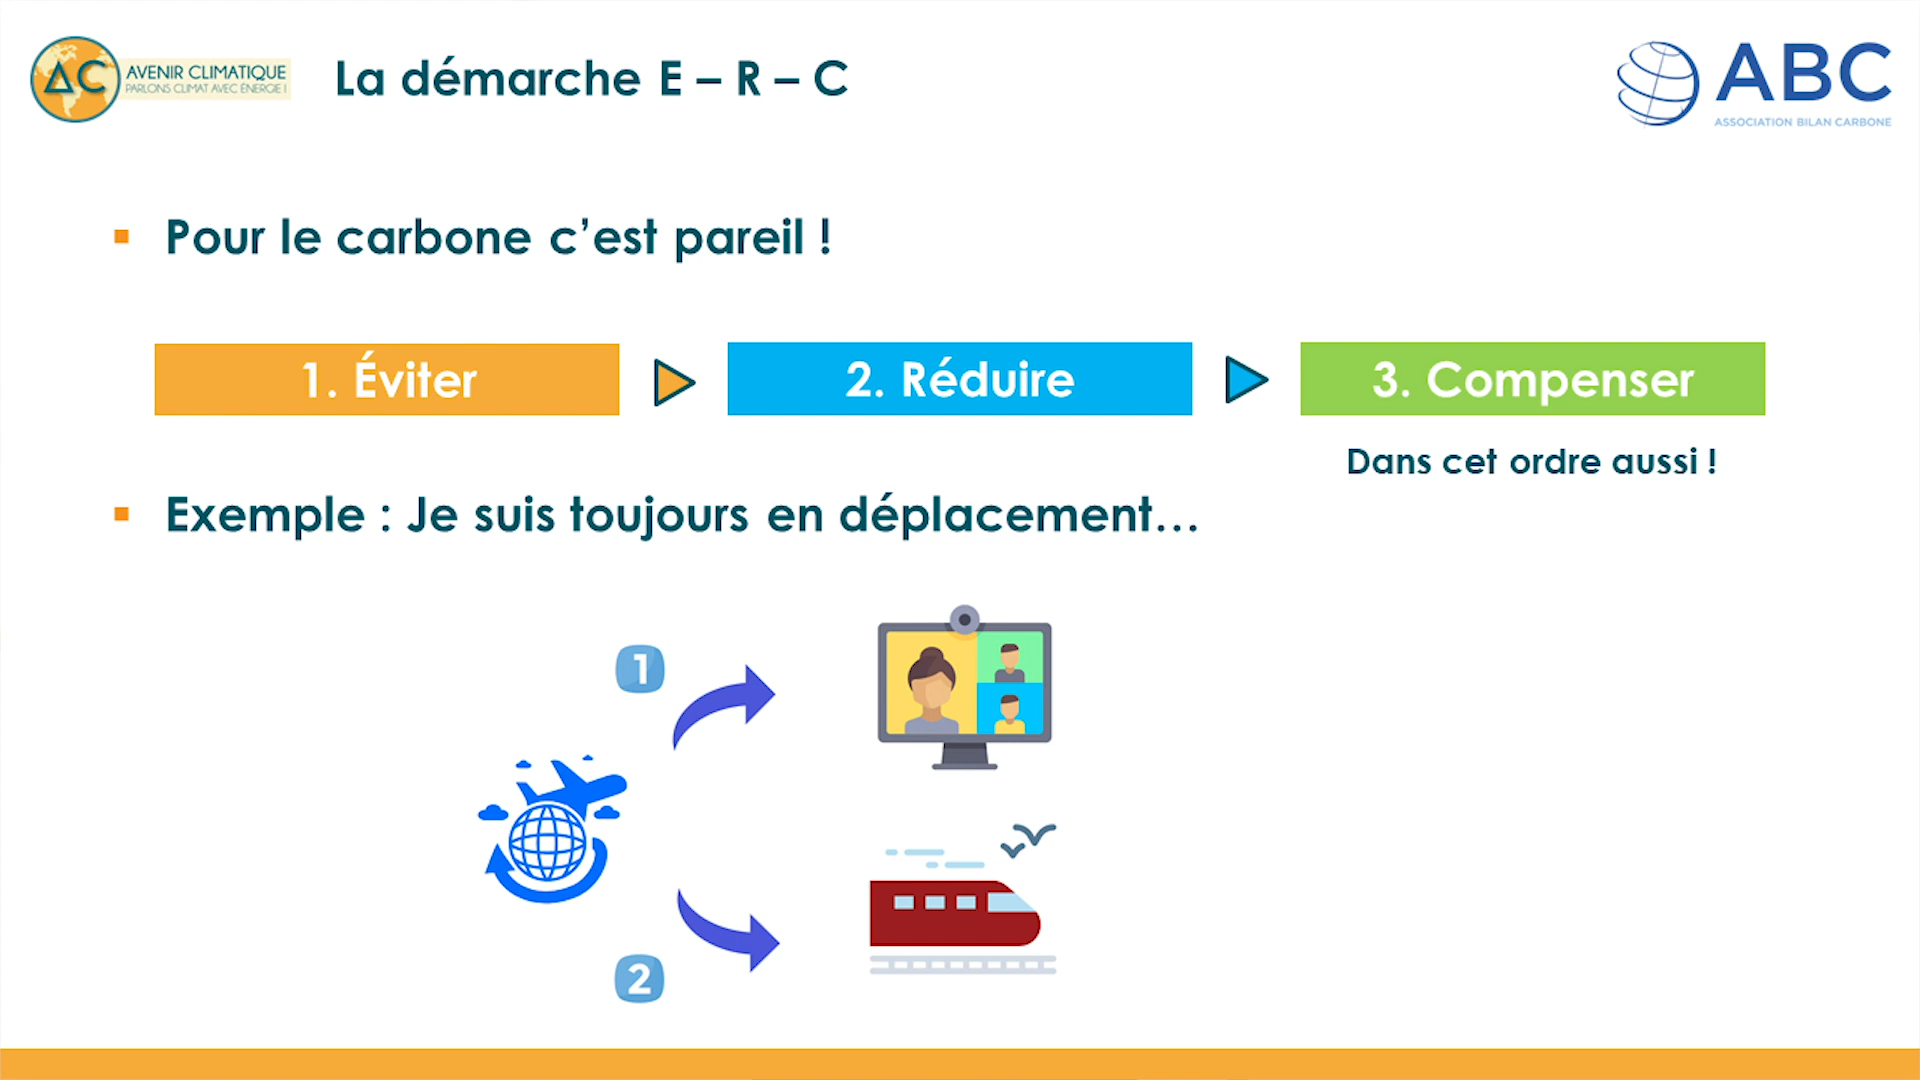 AVENIR CLIMATIQUE
PARLONS CLIMAT AVEC ÉNERGIE !
La démarche E – R – C
ABC
ASSOCIATION BILAN CARBONE
Pour le carbone c’est pareil !
1. Éviter
2. Réduire
3. Compenser
Dans cet ordre aussi !
Exemple : Je suis toujours en déplacement…
1
2